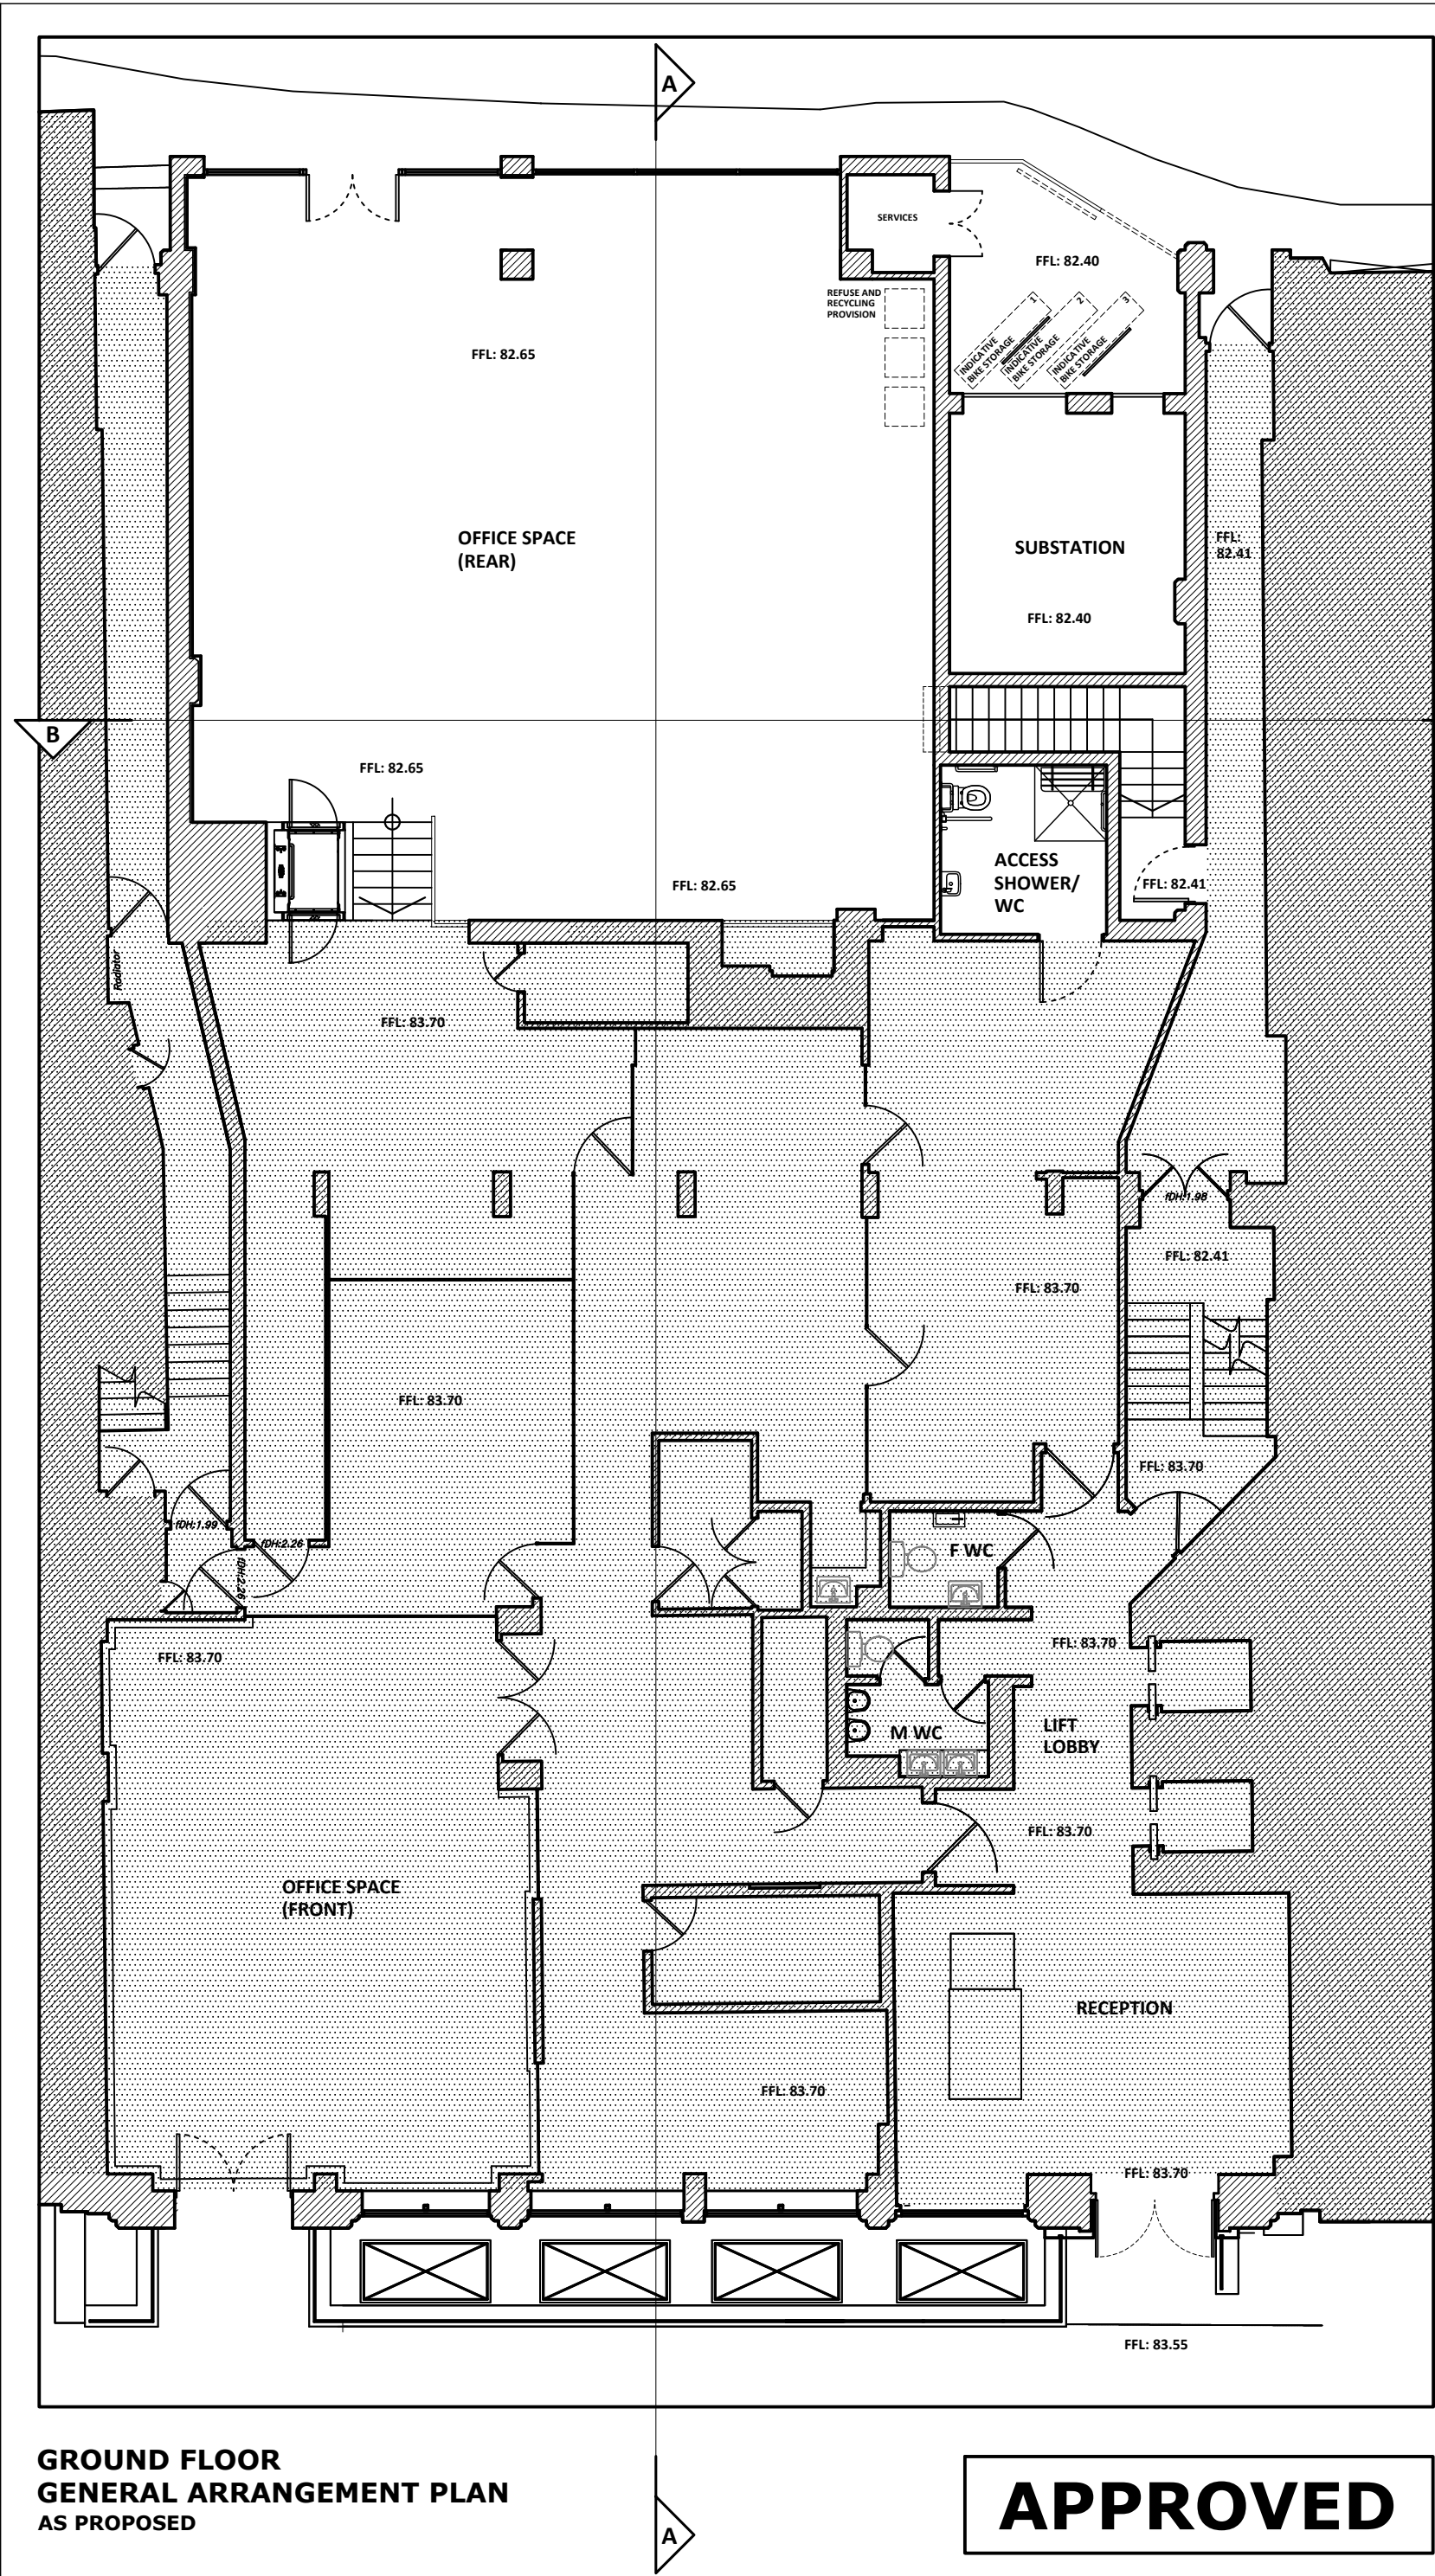 A
SERVICES
FFL: 82.40
REFUSE AND
RECYCLING
PROVISION
1
2
3
INDICATIVE
BIKE STORAGE
INDICATIVE
BIKE STORAGE
INDICATIVE
BIKE STORAGE
FFL: 82.65
OFFICE SPACE
(REAR)
SUBSTATION
FFL:
82.41
FFL: 82.40
B
FFL: 82.65
ACCESS
SHOWER/
WC
FFL: 82.65
FFL: 82.41
Radiator
FFL: 83.70
fDH:1.98
FFL: 82.41
FFL: 83.70
FFL: 83.70
FFL: 83.70
fDH:1.99
fDH:2.26
fDH:2.26
F WC
FFL: 83.70
FFL: 83.70
M WC
LIFT
LOBBY
FFL: 83.70
OFFICE SPACE
(FRONT)
RECEPTION
FFL: 83.70
FFL: 83.70
FFL: 83.55
GROUND FLOOR
GENERAL ARRANGEMENT PLAN
AS PROPOSED
A
APPROVED